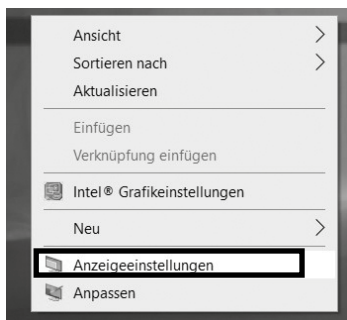 Ansicht
Sortieren nach
Aktualisieren
Einfügen
Verknüpfung einfügen
Intel® Grafikeinstellungen
Neu
Anzeigeeinstellungen
Anpassen